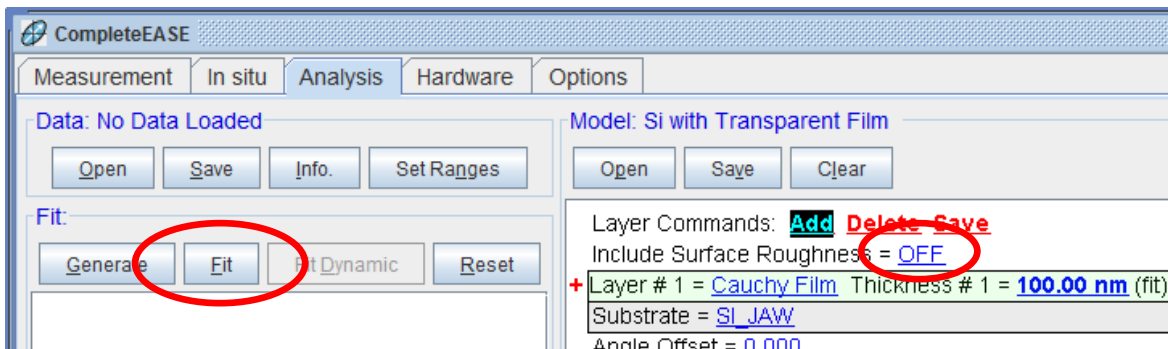 CompleteEASE
Measurement In situ Analysis Hardware Options
Data: No Data Loaded
Open Save Info. Set Ranges
Fit:
Generate Fit Fit Dynamic Reset
Model: Si with Transparent Film
Open Save Clear
Layer Commands: Add Delete Save
Include Surface Roughness = OFF
+ Layer # 1 = Cauchy Film Thickness # 1 = 100.00 nm (fit)
Substrate = SI_JAW
Angle Offset = 0.000